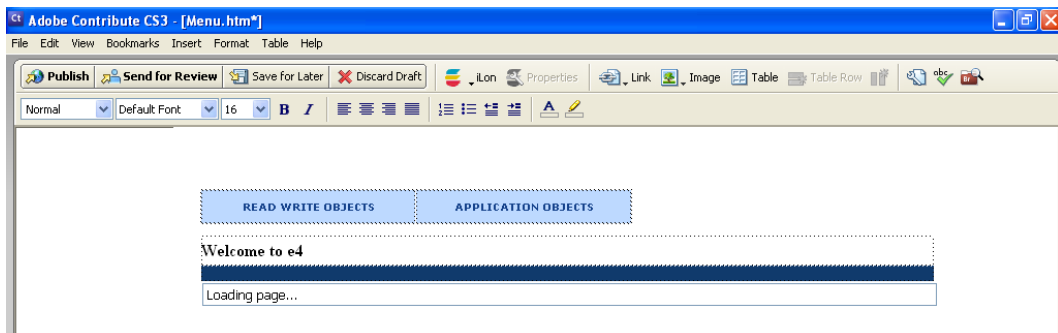 Ct Adobe Contribute CS3 - [Menu.htm*]
File Edit View Bookmarks Insert Format Table Help
Publish Send for Review Save for Later Discard Draft iLon Properties Link Image Table Table Row
Normal Default Font 16 B I A
READ WRITE OBJECTS APPLICATION OBJECTS
Welcome to e4
Loading page...